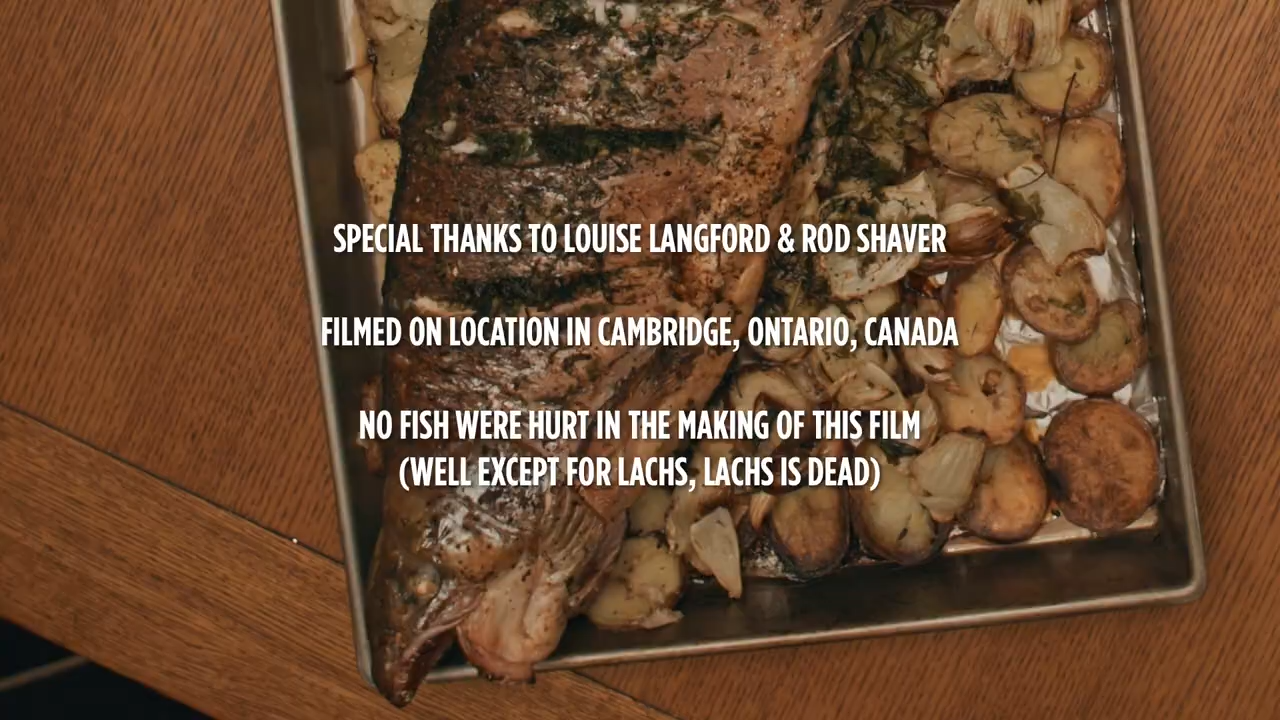 SPECIAL THANKS TO LOUISE LANGFORD & ROD SHAVER
FILMED ON LOCATION IN CAMBRIDGE, ONTARIO, CANADA
NO FISH WERE HURT IN THE MAKING OF THIS FILM
(WELL EXCEPT FOR LACHS, LACHS IS DEAD)